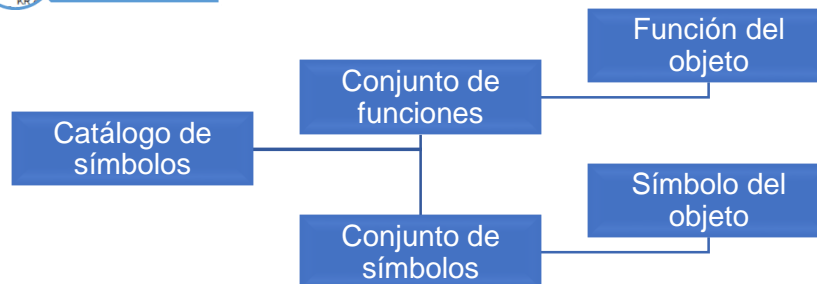 Función del
objeto
Conjunto de
funciones
Catálogo de
símbolos
Símbolo del
objeto
Conjunto de
símbolos